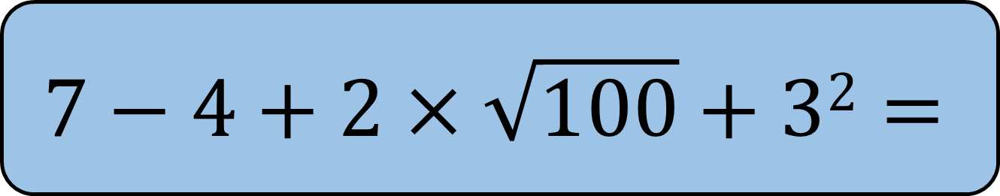 7 − 4 + 2 × √100 + 3² =